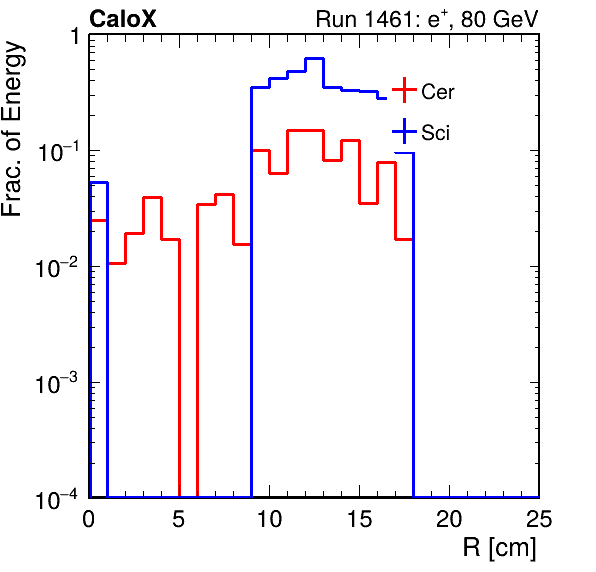 CaloX Run 1461: e⁺, 80 GeV
Frac. of Energy
1
10⁻¹
10⁻²
10⁻³
10⁻⁴
Cer
Sci
0 5 10 15 20 25
R [cm]